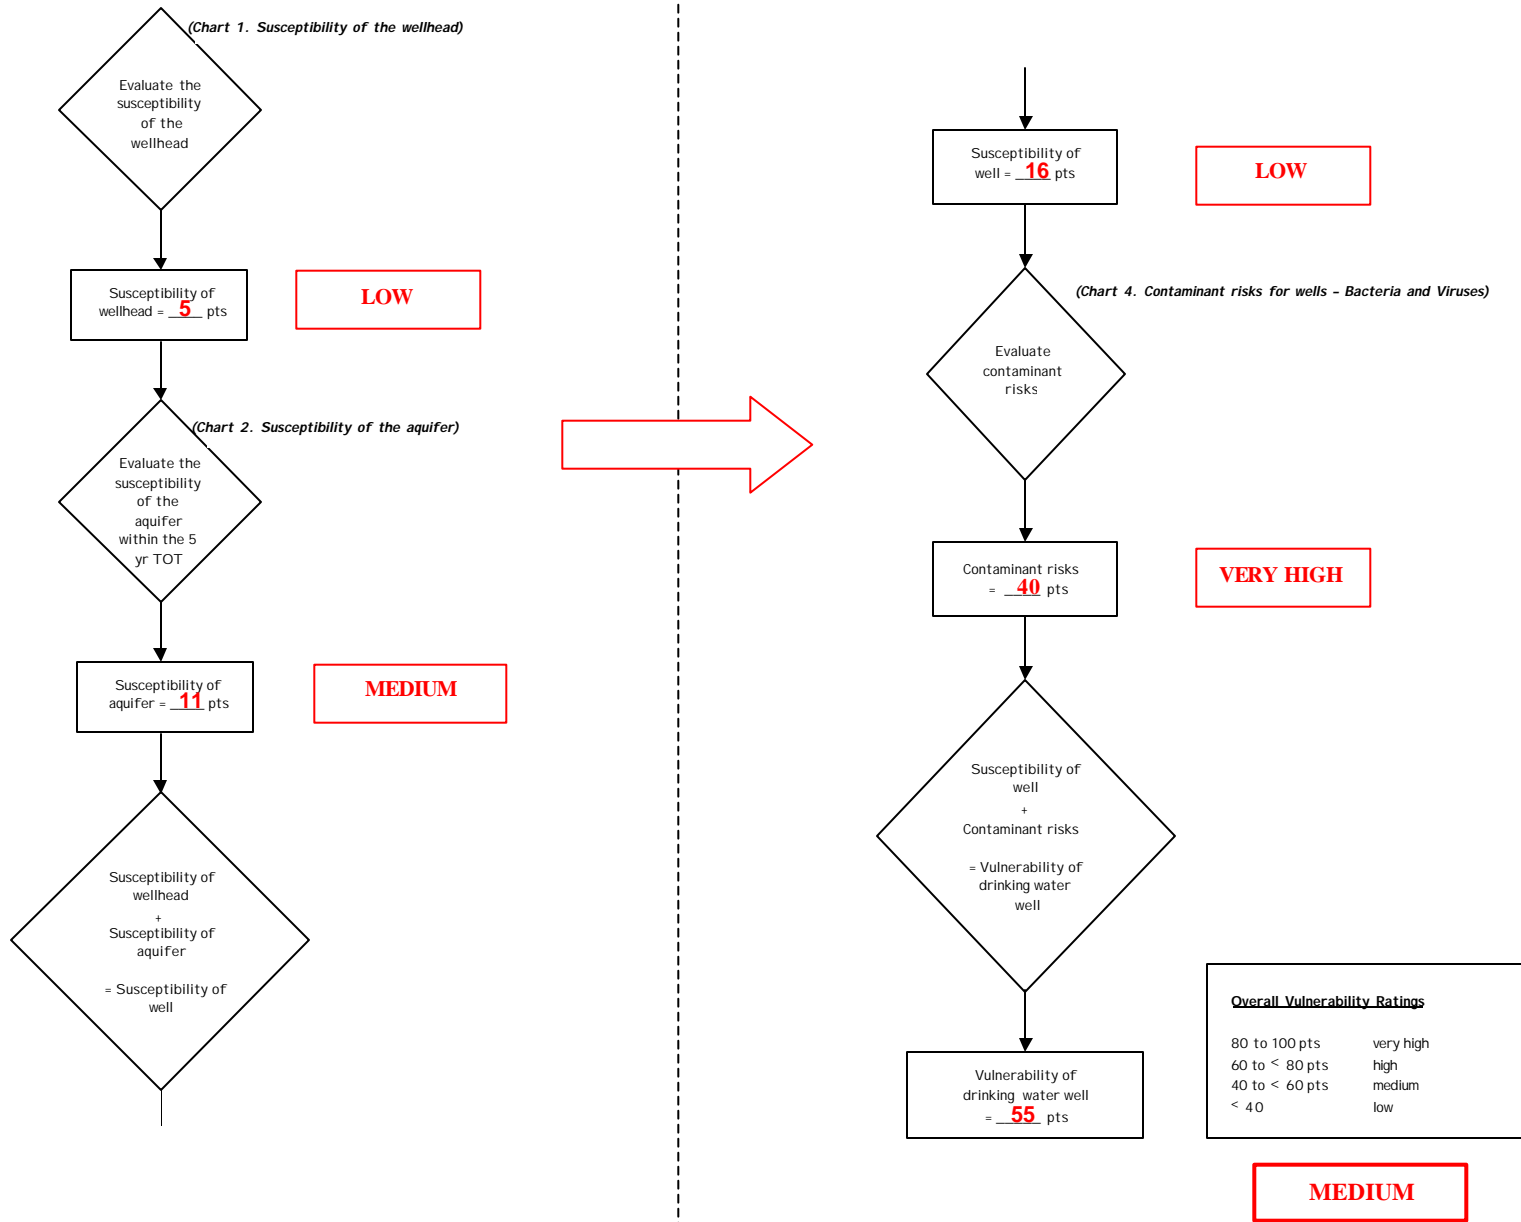 (Chart 1. Susceptibility of the wellhead)
Evaluate the
susceptibility
of the
wellhead
Susceptibility of
wellhead = 5 pts
LOW
(Chart 2. Susceptibility of the aquifer)
Evaluate the
susceptibility
of the
aquifer
within the 5
yr TOT
Susceptibility of
aquifer = 11 pts
MEDIUM
Susceptibility of
wellhead
+
Susceptibility of
aquifer
= Susceptibility of
well
Susceptibility of
well = 16 pts
LOW
(Chart 4. Contaminant risks for wells – Bacteria and Viruses)
Evaluate
contaminant
risks
Contaminant risks
= 40 pts
VERY HIGH
Susceptibility of
well
+
Contaminant risks
= Vulnerability of
drinking water
well
Vulnerability of
drinking water well
= 55 pts
Overall Vulnerability Ratings
80 to 100 pts very high
60 to < 80 pts high
40 to < 60 pts medium
< 40 low
MEDIUM